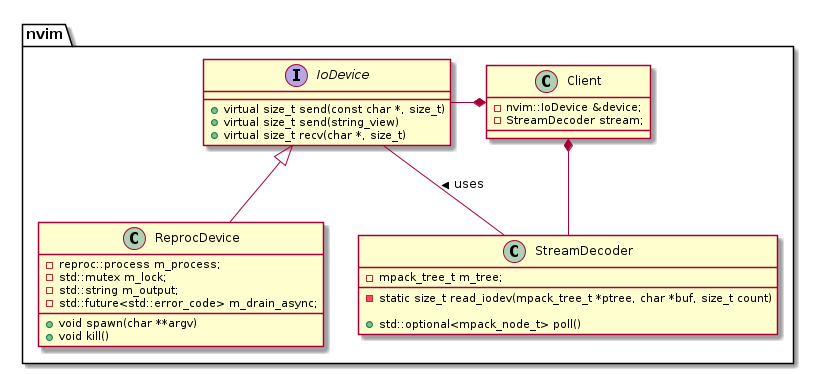 nvim
I IoDevice
virtual size_t send(const char *, size_t)
virtual size_t send(string_view)
virtual size_t recv(char *, size_t)
C Client
nvim::IoDevice &device;
StreamDecoder stream;
uses
C ReprocDevice
reproc::process m_process;
std::mutex m_lock;
std::string m_output;
std::future<std::error_code> m_drain_async;
void spawn(char **argv)
void kill()
C StreamDecoder
mpack_tree_t m_tree;
static size_t read_iodev(mpack_tree_t *ptree, char *buf, size_t count)
std::optional<mpack_node_t> poll()